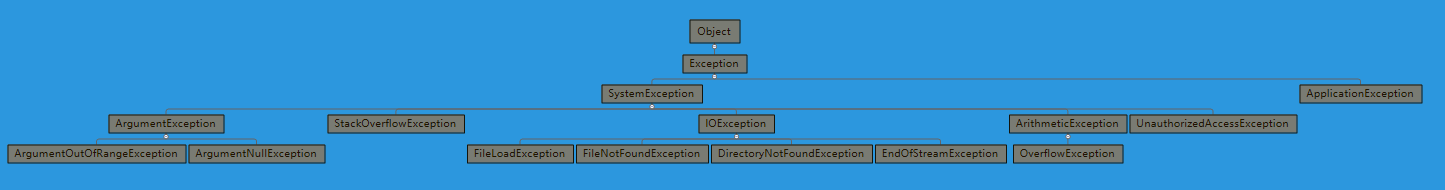 Object
Exception
SystemException
ApplicationException
ArgumentException
StackOverflowException
IOException
ArithmeticException
UnauthorizedAccessException
ArgumentOutOfRangeException
ArgumentNullException
FileLoadException
FileNotFoundException
DirectoryNotFoundException
EndOfStreamException
OverflowException